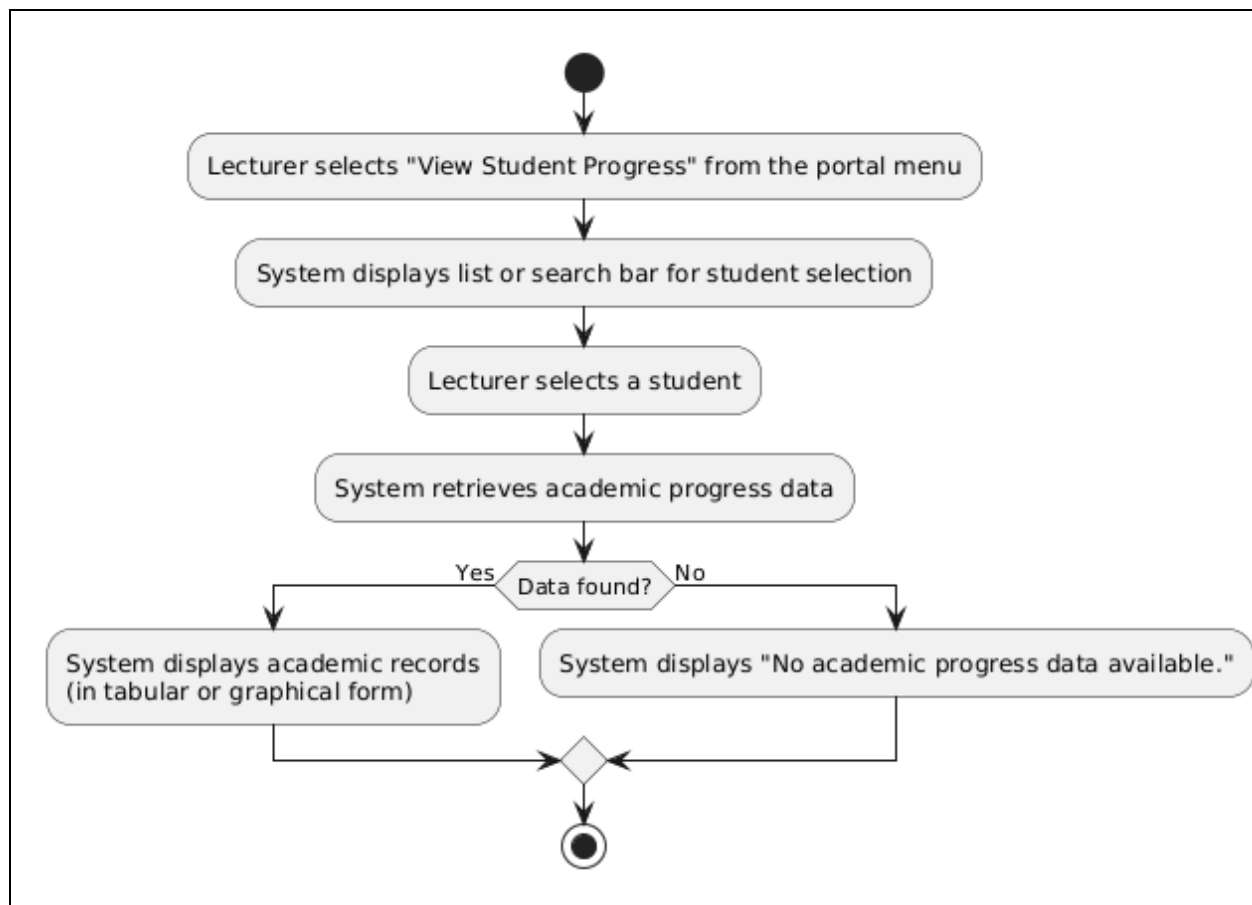 Lecturer selects "View Student Progress" from the portal menu
System displays list or search bar for student selection
Lecturer selects a student
System retrieves academic progress data
Yes
Data found?
No
System displays academic records
(in tabular or graphical form)
System displays "No academic progress data available."